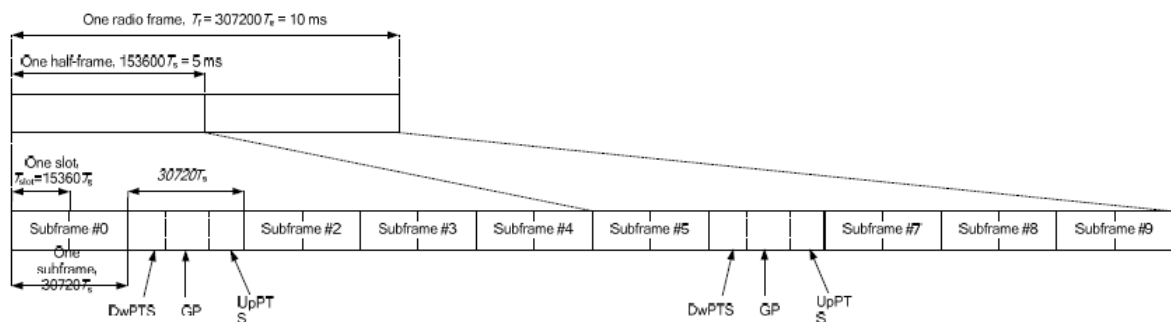 One radio frame, Tf = 307200Ts = 10 ms
One half-frame, 153600Ts = 5 ms
One slot,
Tslot=15360Ts
30720Ts
Subframe #0
Subframe #2
Subframe #3
Subframe #4
Subframe #5
Subframe #7
Subframe #8
Subframe #9
One
subframe,
30720Ts
DwPTS
GP
UpPT
S
DwPTS
GP
UpPT
S